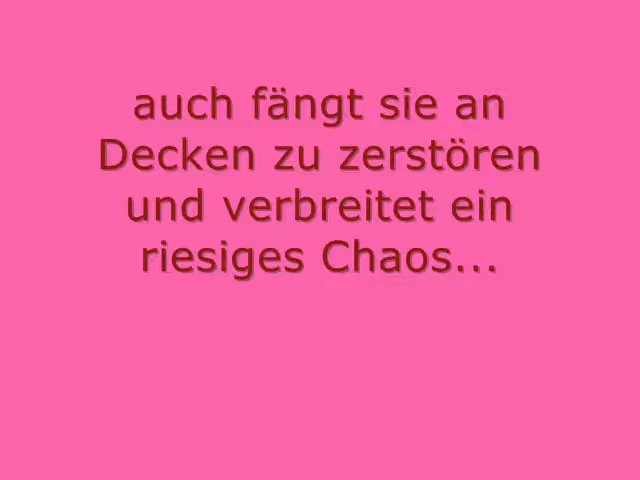 auch fängt sie an
Decken zu zerstören
und verbreitet ein
riesiges Chaos...